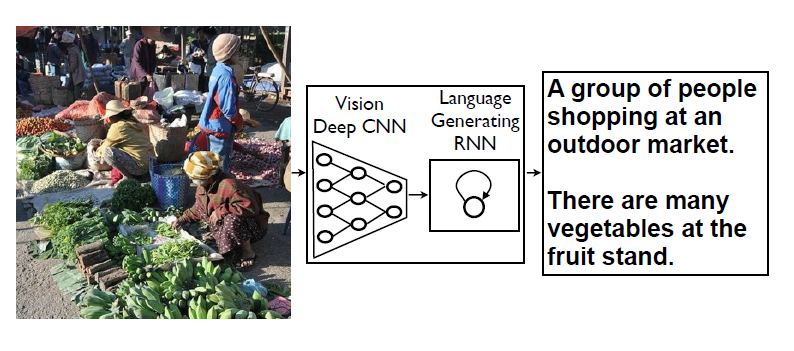 Vision
Deep CNN
Language
Generating
RNN
A group of people
shopping at an
outdoor market.
There are many
vegetables at the
fruit stand.